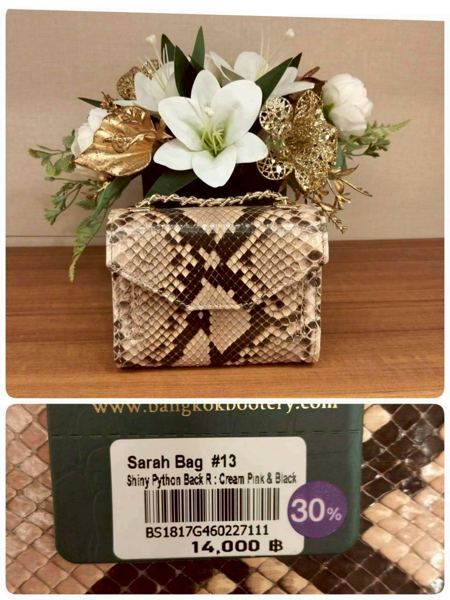 www.bangkokbootery.com
Sarah Bag #13
Shiny Python Back R : Cream Pink & Black
30%
BS1817G460227111
14,000 ฿